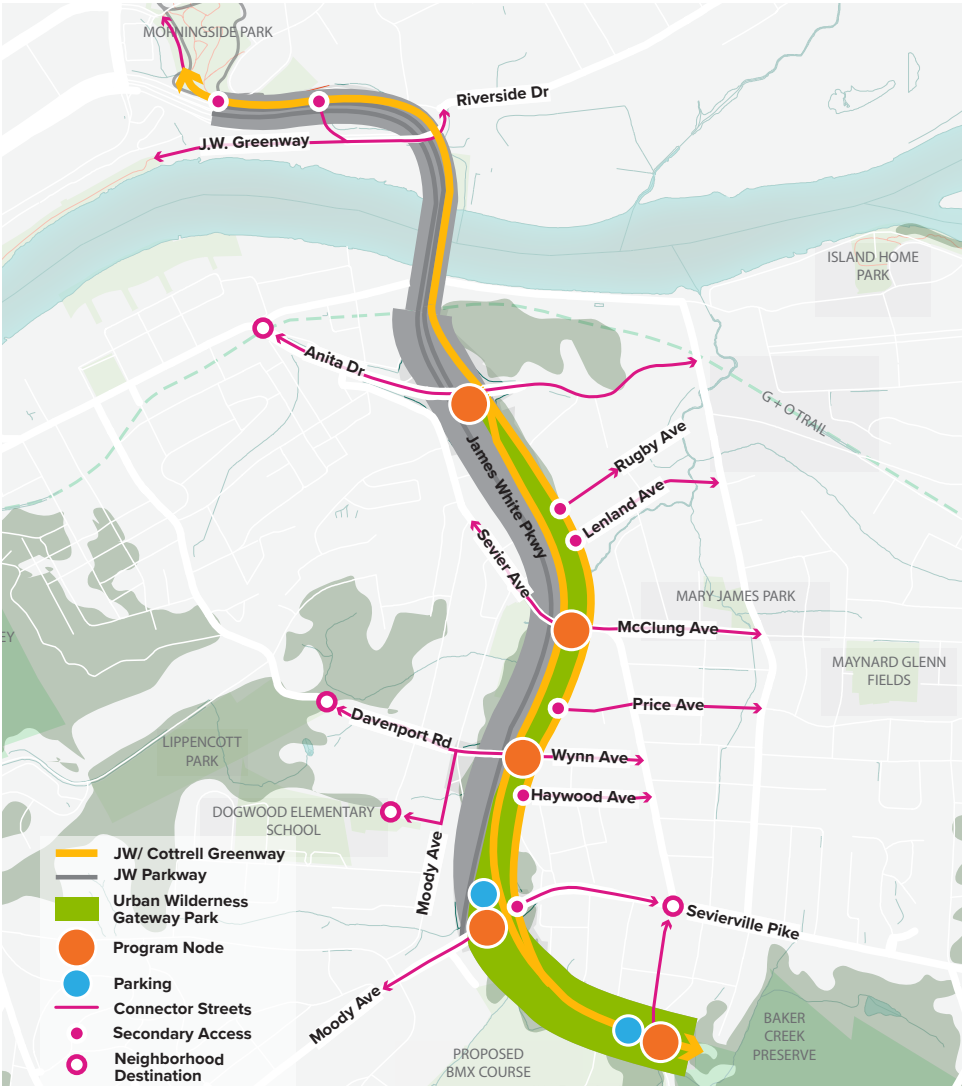 MORNINGSIDE PARK
Riverside Dr
J.W. Greenway
ISLAND HOME
PARK
Anita Dr
G + O TRAIL
James White Pkwy
Rugby Ave
Lenland Ave
Sevier Ave
MARY JAMES PARK
McClung Ave
EY
MAYNARD GLENN
FIELDS
Price Ave
Davenport Rd
LIPPENCOTT
PARK
Wynn Ave
Haywood Ave
DOGWOOD ELEMENTARY
SCHOOL
Moody Ave
JW/ Cottrell Greenway
JW Parkway
Urban Wilderness
Gateway Park
Program Node
Parking
Connector Streets
Secondary Access
Neighborhood
Destination
Sevierville Pike
Moody Ave
BAKER
CREEK
PRESERVE
PROPOSED
BMX COURSE